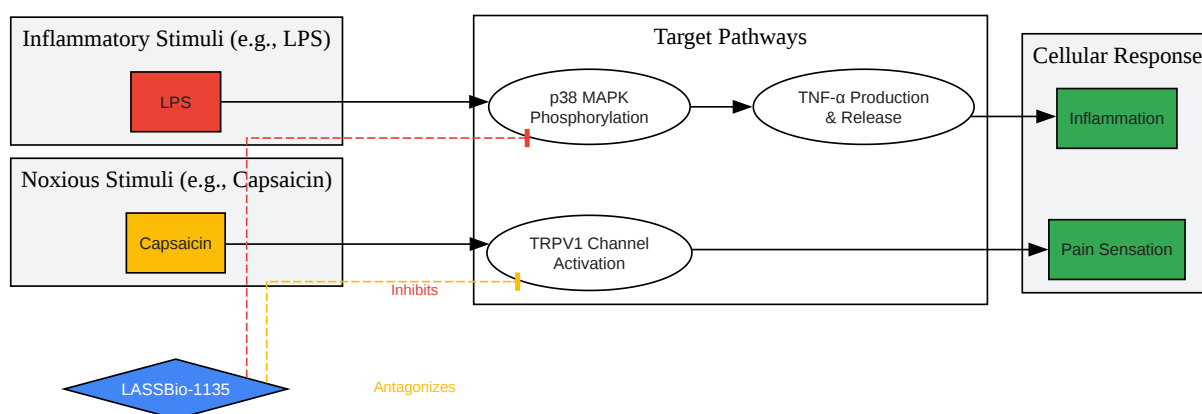 Inflammatory Stimuli (e.g., LPS)
LPS
Noxious Stimuli (e.g., Capsaicin)
Capsaicin
Target Pathways
p38 MAPK
Phosphorylation
TNF-α Production
& Release
TRPV1 Channel
Activation
Cellular Response
Inflammation
Pain Sensation
Inhibits
LASSBio-1135
Antagonizes